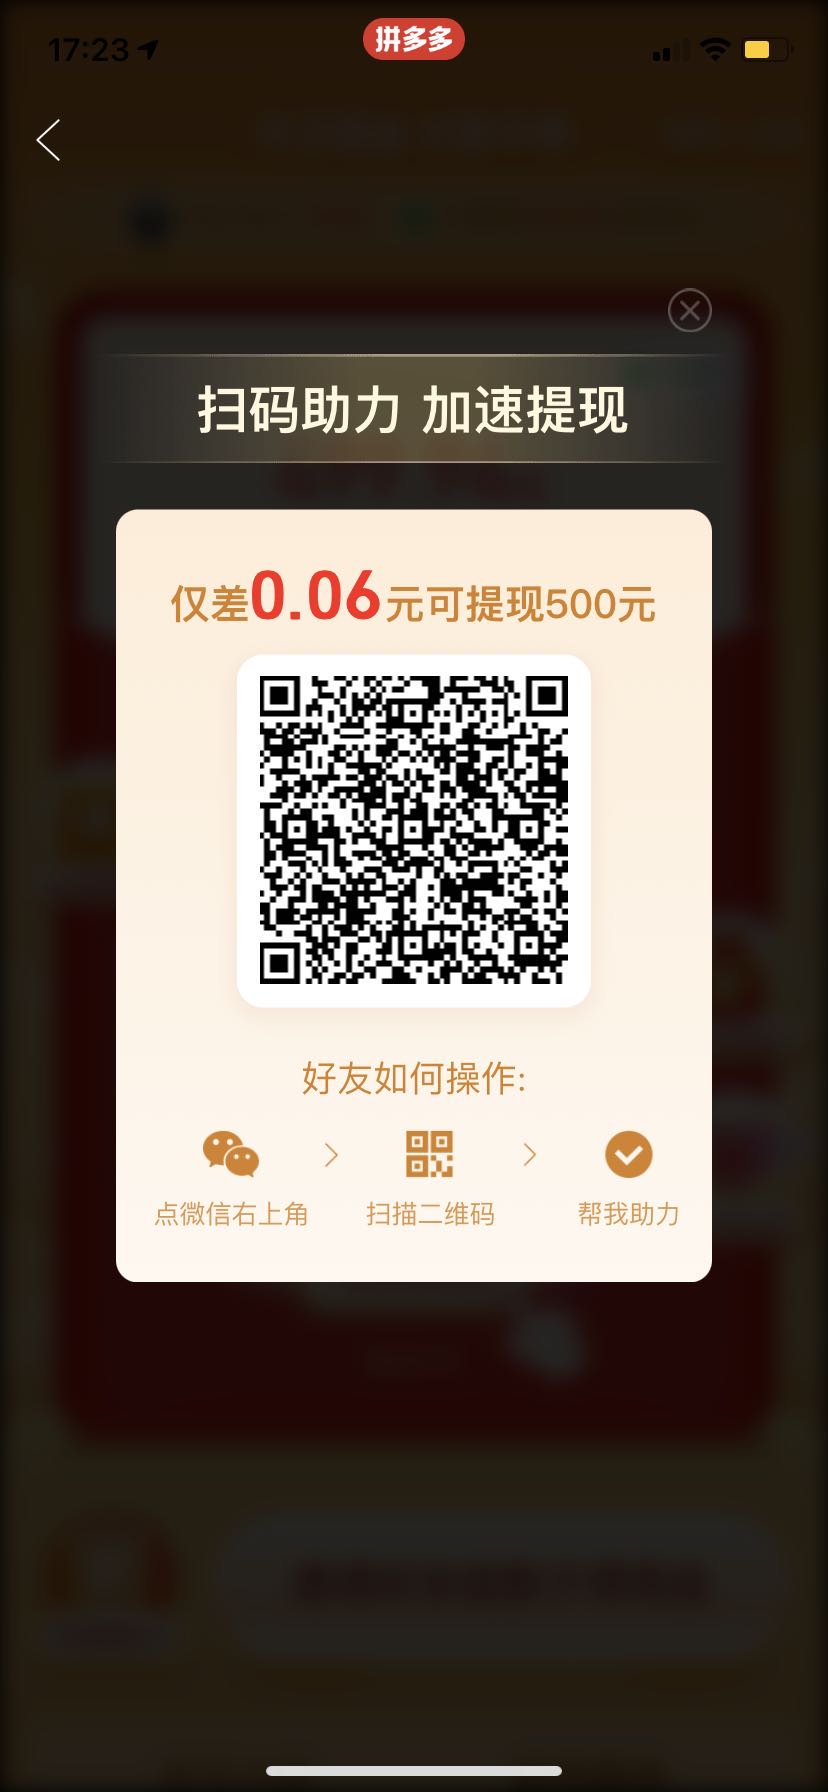 17:23
拼多多
扫码助力 加速提现
仅差0.06元可提现500元
好友如何操作:
点微信右上角
扫描二维码
帮我助力